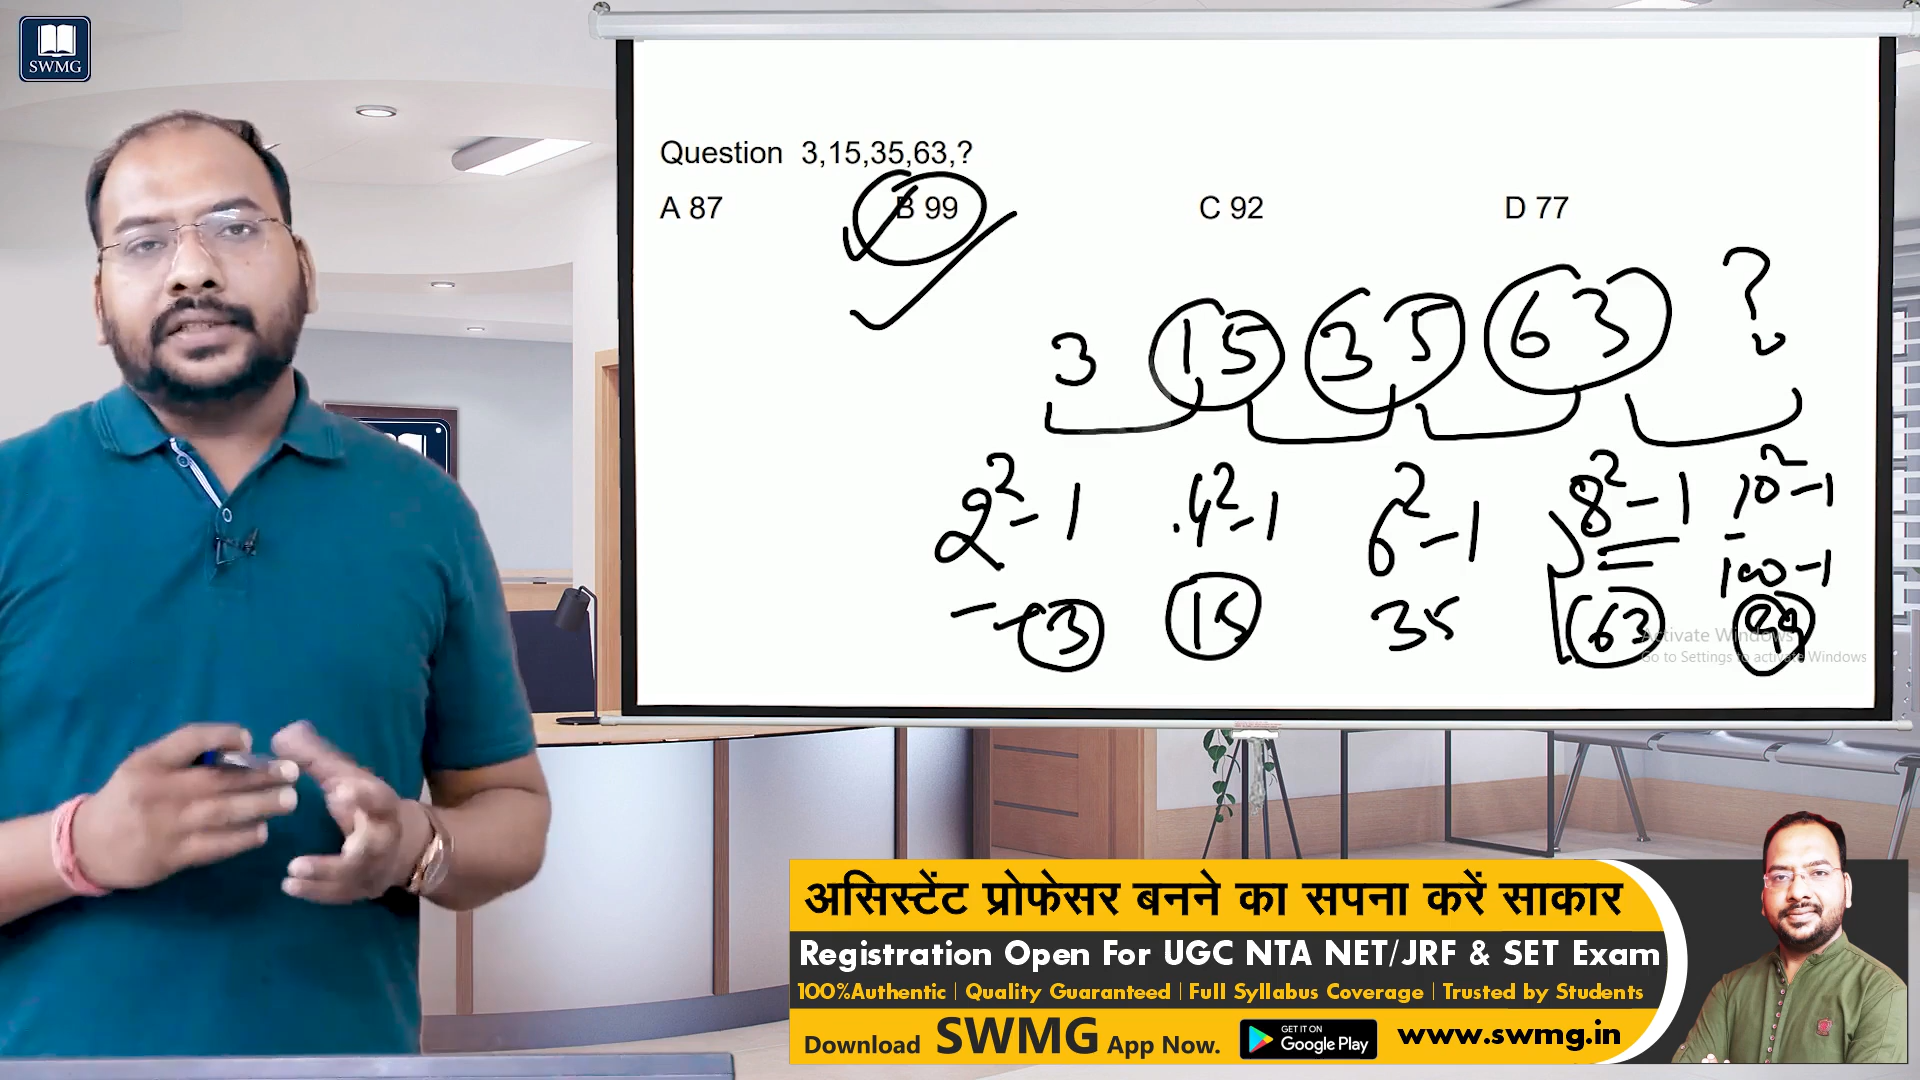 SWMG
Question 3,15,35,63,?
A 87 B 99 C 92 D 77
3 15 35 63 ?
2²-1 4²-1 6²-1 8²-1 10²-1
100-1
3 15 35 63 99
Activate Windows
Go to Settings to activate Windows
असिस्टेंट प्रोफेसर बनने का सपना करें साकार
Registration Open For UGC NTA NET/JRF & SET Exam
100%Authentic | Quality Guaranteed | Full Syllabus Coverage | Trusted by Students
Download SWMG App Now. GET IT ON Google Play www.swmg.in